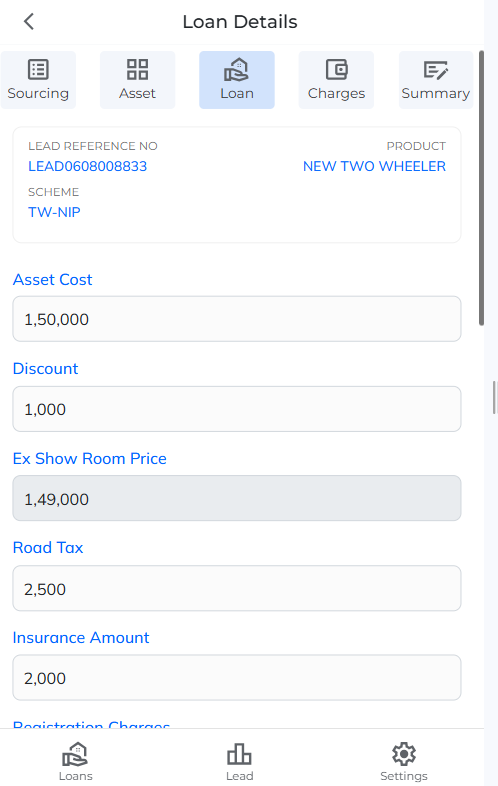 Loan Details
Sourcing Asset Loan Charges Summary
LEAD REFERENCE NO PRODUCT
LEAD0608008833 NEW TWO WHEELER
SCHEME
TW-NIP
Asset Cost
1,50,000
Discount
1,000
Ex Show Room Price
1,49,000
Road Tax
2,500
Insurance Amount
2,000
Registration Charges
Loans Lead Settings